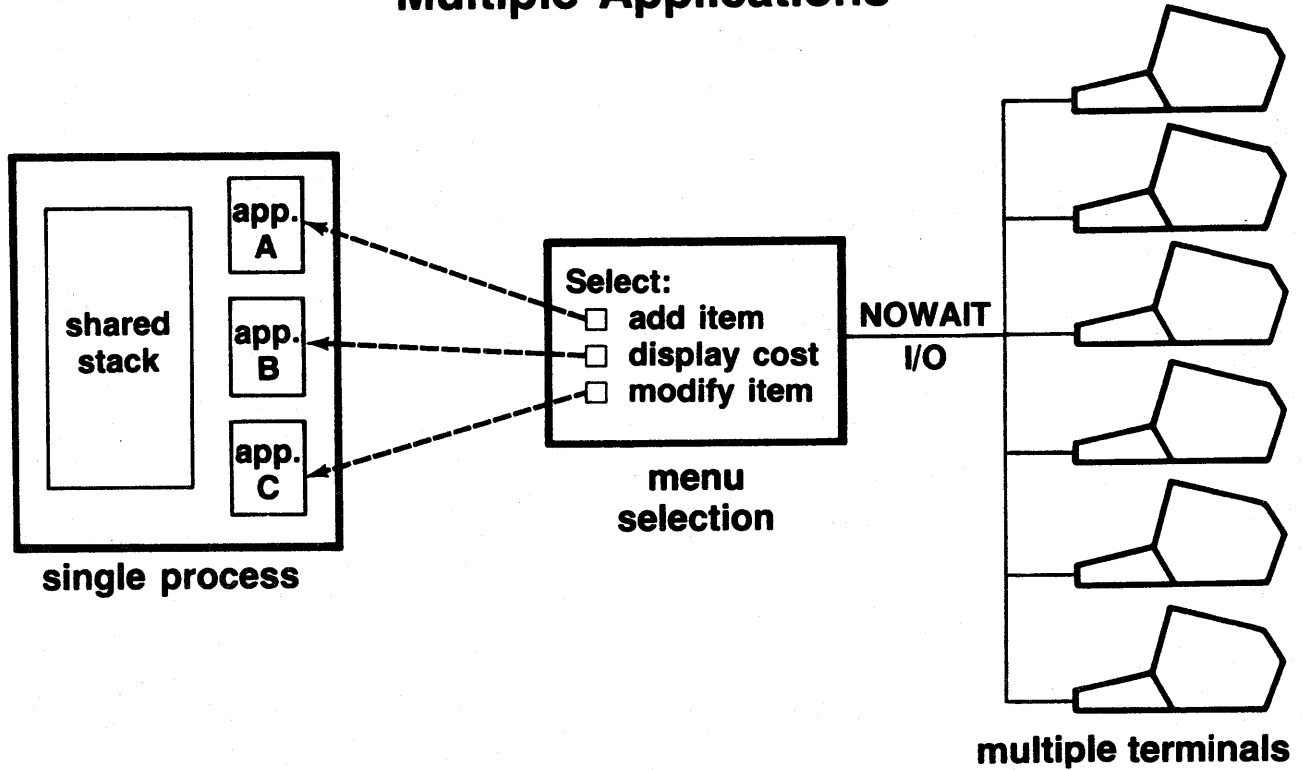 Multiple Applications
app.
A
shared
stack
app.
B
app.
C
single process
Select:
add item
display cost
modify item
menu
selection
NOWAIT
I/O
multiple terminals